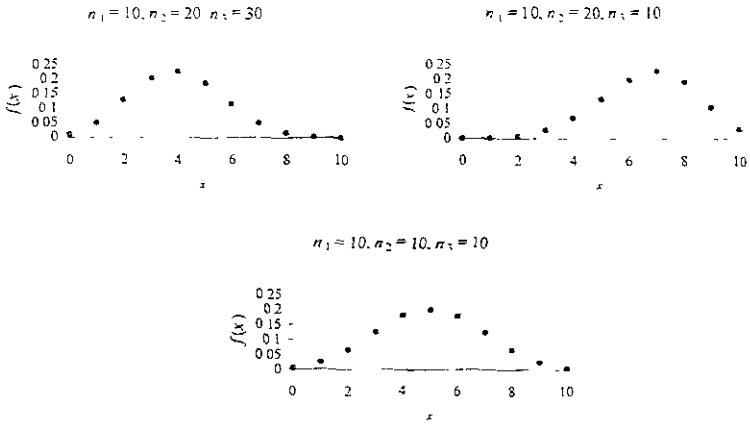 n₁ = 10, n₂ = 20 n₃ = 30
f(x)
0 25
0 2
0 15
0 1
0 05
0
0 2 4 6 8 10
x
n₁ = 10, n₂ = 20, n₃ = 10
f(x)
0.25
0 2
0 15
0 1
0 05
0
0 2 4 6 8 10
x
n₁ = 10, n₂ = 10, n₃ = 10
f(x)
0 25
0 2
0 15
0 1
0 05
0
0 2 4 6 8 10
x